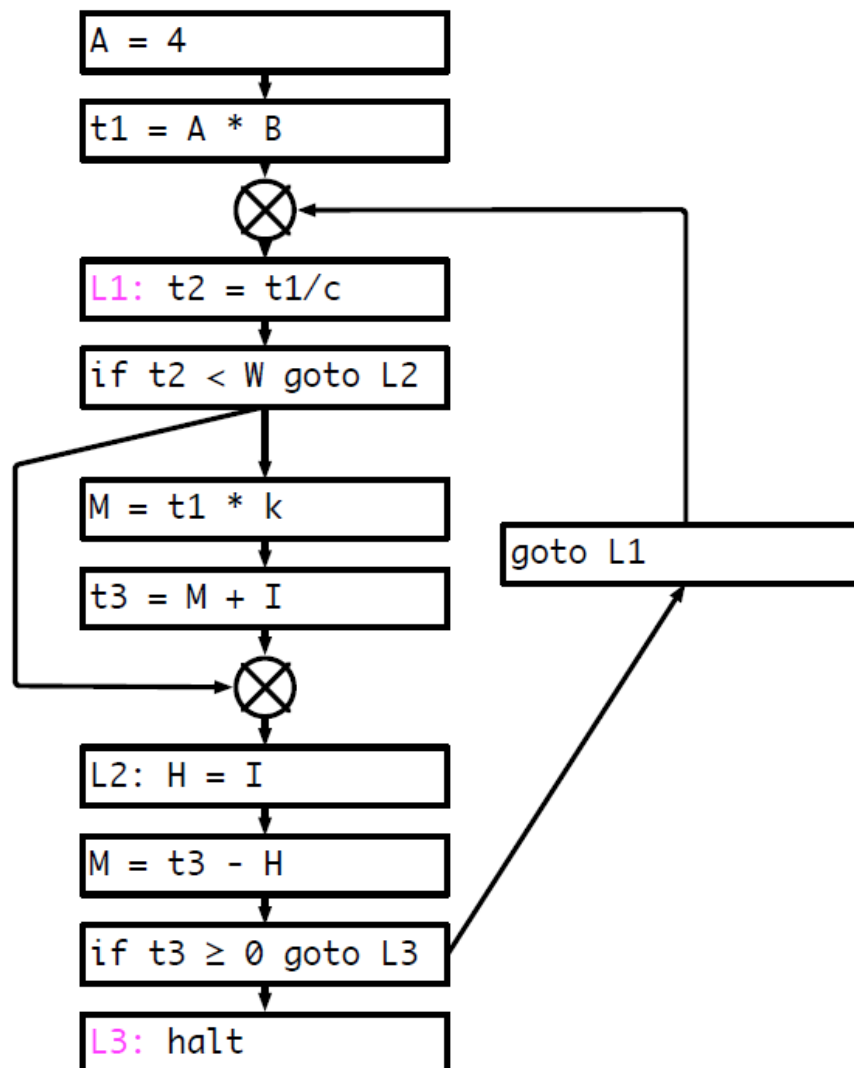 A = 4
t1 = A * B
L1: t2 = t1/c
if t2 < W goto L2
M = t1 * k
goto L1
t3 = M + I
L2: H = I
M = t3 - H
if t3 ≥ 0 goto L3
L3: halt